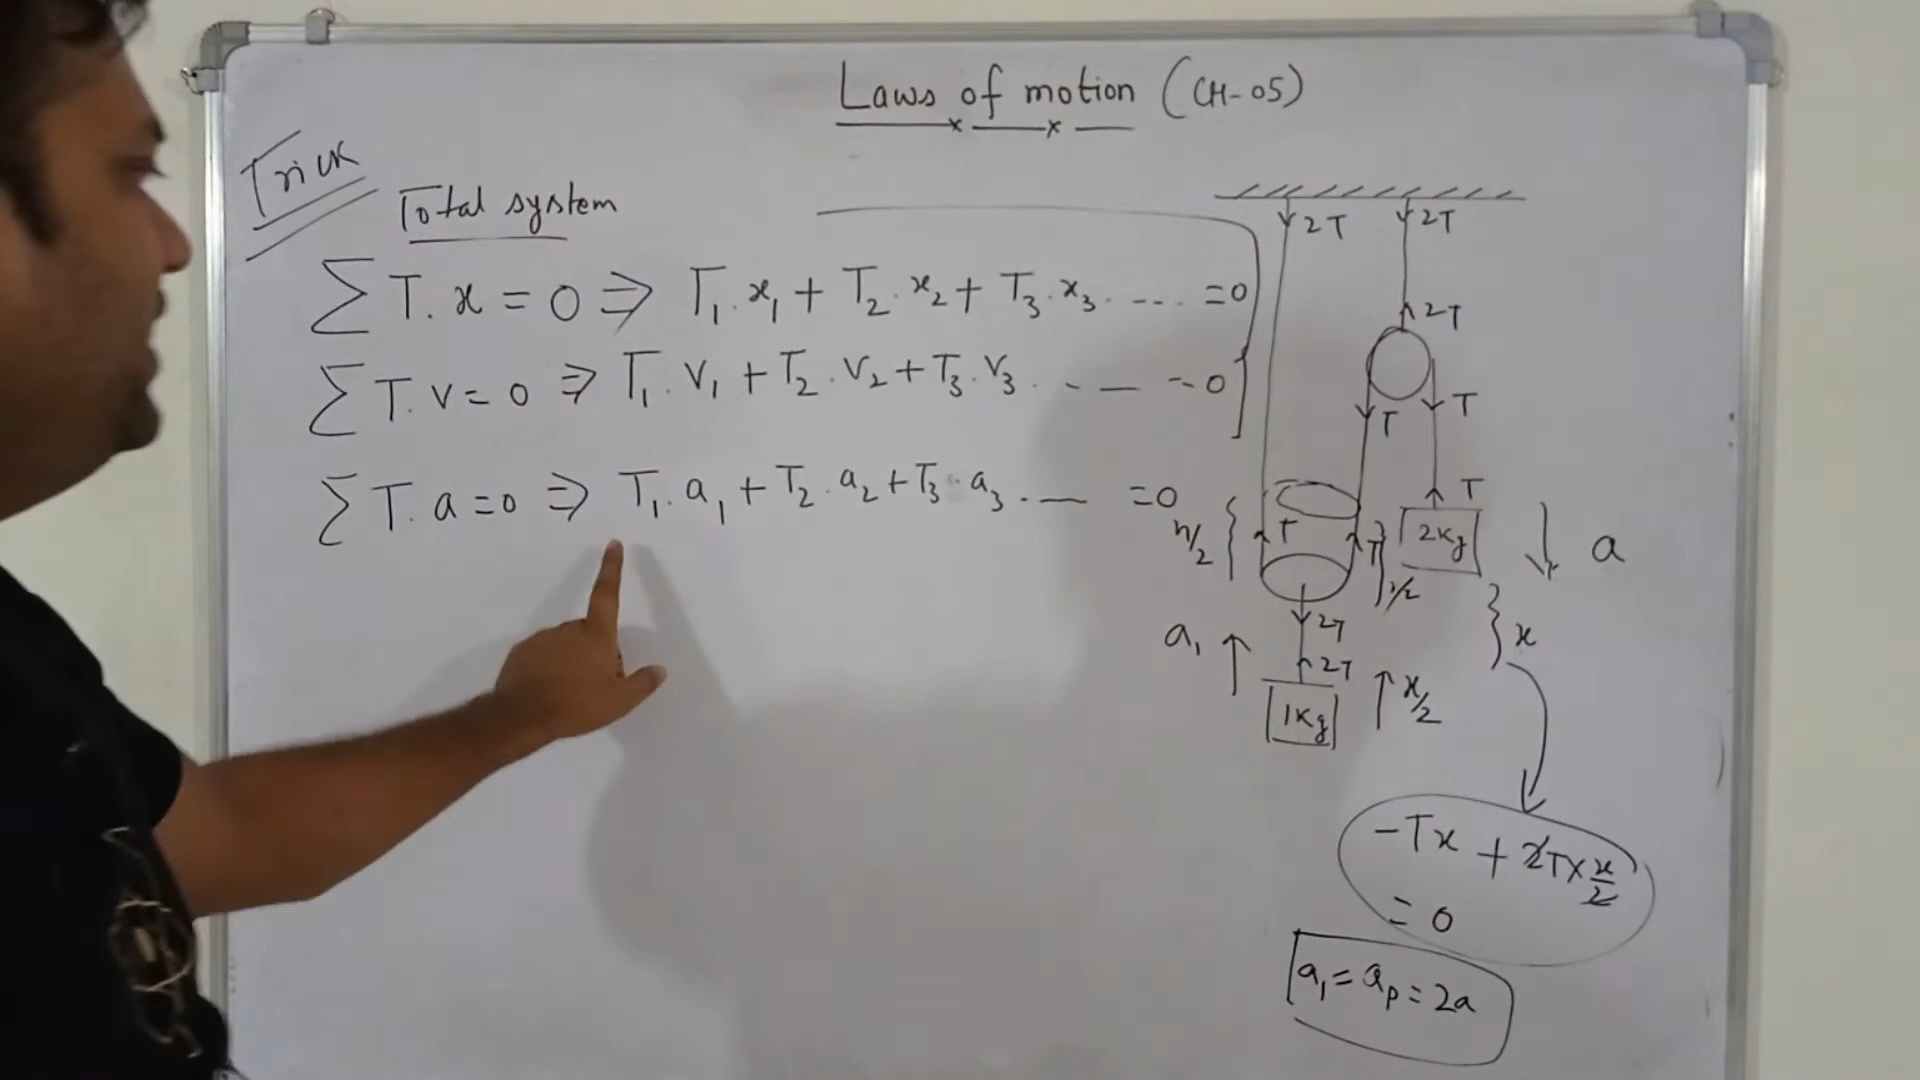 Laws of motion (CH-05)
Trick
Total system
∑ T. x = 0 ⇒ T₁. x₁ + T₂. x₂ + T₃. x₃. ---- = 0
∑ T. v = 0 ⇒ T₁. v₁ + T₂. v₂ + T₃. v₃. - — -- 0
∑ T. a = 0 ⇒ T₁. a₁ + T₂. a₂ + T₃. a₃. — = 0
2T 2T
2T
T T
T
x/2 T T x/2 2Kg a
2T
a₁ 2T x
1Kg x/2
-Tx + 2T× x/2
= 0
a₁ = aₚ = 2a